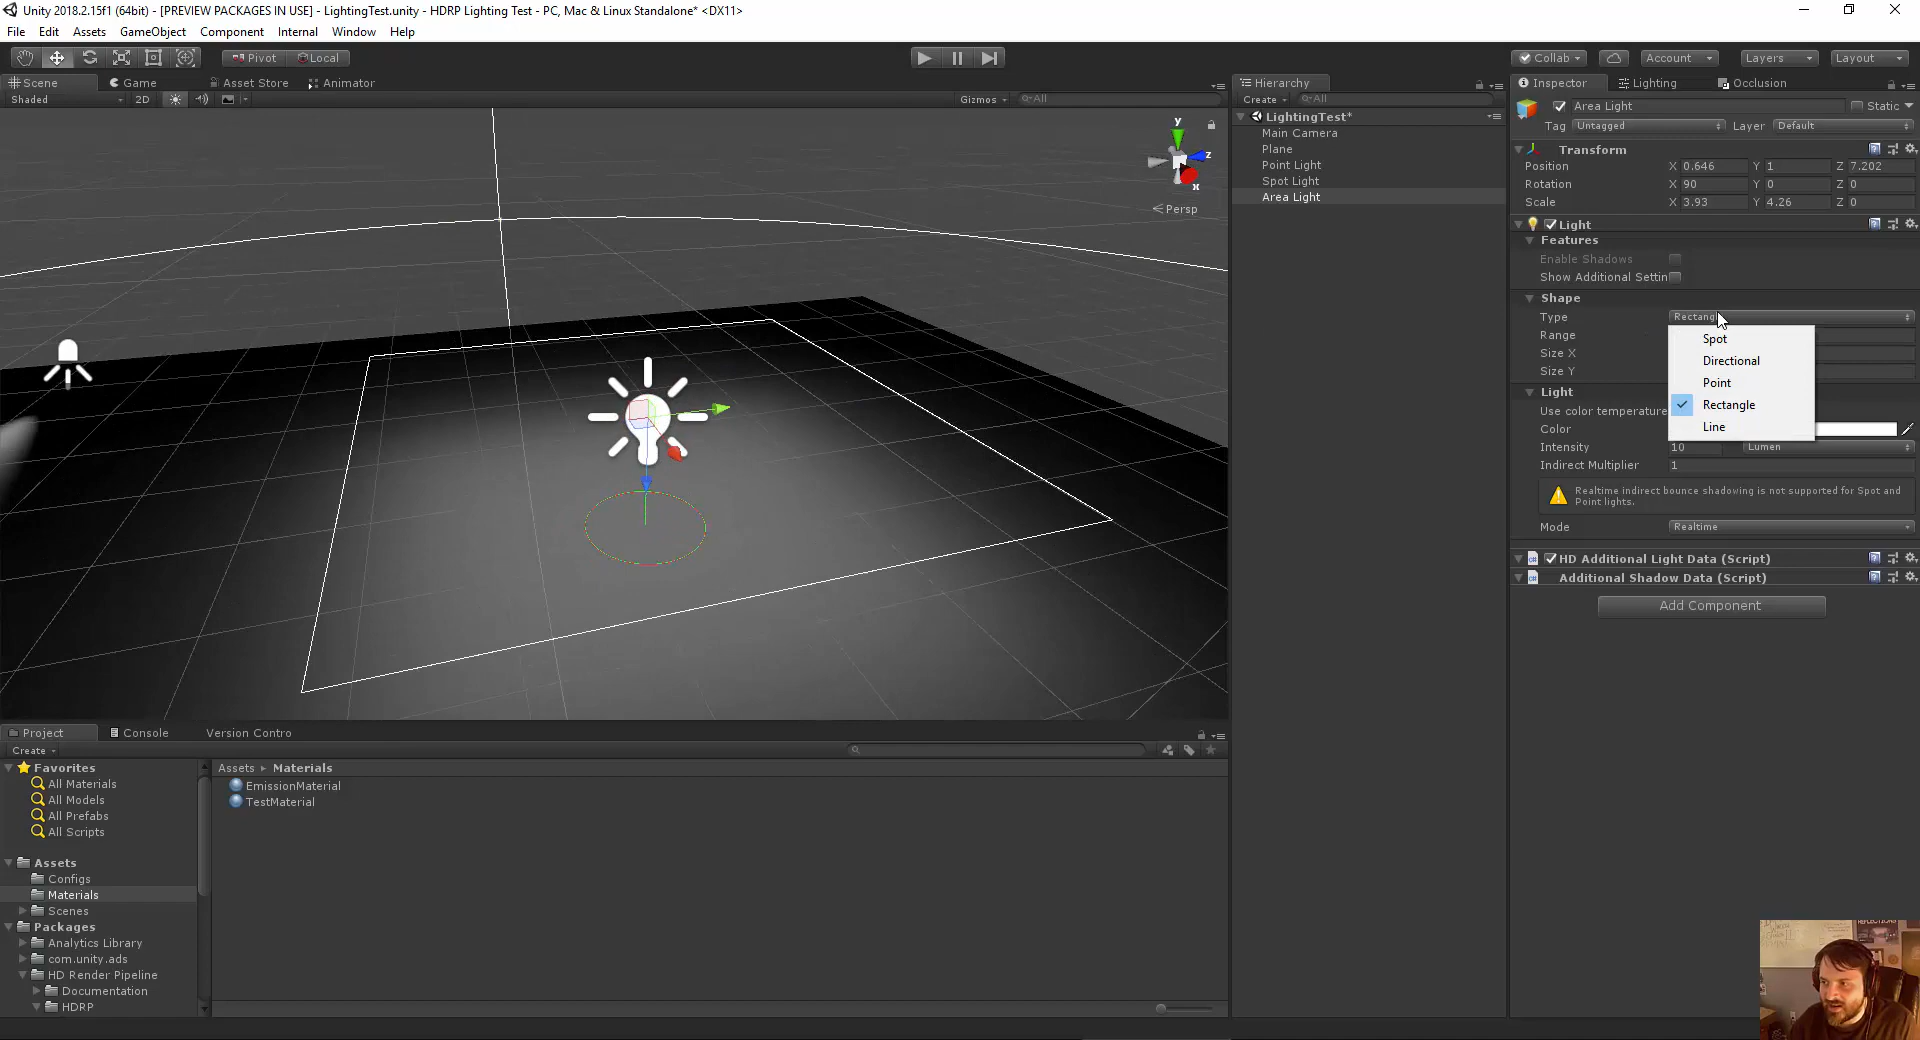 Unity 2018.2.15f1 (64bit) - [PREVIEW PACKAGES IN USE] - LightingTest.unity - HDRP Lighting Test - PC, Mac & Linux Standalone* <DX11>
File Edit Assets GameObject Component Internal Window Help
Pivot Local Collab Account Layers Layout
Scene Game Asset Store Animator
Shaded 2D Gizmos All
y
z
x
Persp
Hierarchy
Create All
LightingTest*
Main Camera
Plane
Point Light
Spot Light
Area Light
Inspector Lighting Occlusion
Area Light Static
Tag Untagged Layer Default
Transform
Position X 0.646 Y 1 Z 7.202
Rotation X 90 Y 0 Z 0
Scale X 3.93 Y 4.26 Z 0
Light
Features
Enable Shadows
Show Additional Settin
Shape
Type Rectangl
Range
Size X
Size Y
Spot
Directional
Point
Rectangle
Line
Light
Use color temperature
Color
Intensity 10 Lumen
Indirect Multiplier 1
Realtime indirect bounce shadowing is not supported for Spot and
Point lights.
Mode Realtime
HD Additional Light Data (Script)
Additional Shadow Data (Script)
Add Component
Project Console Version Contro
Create
Favorites
All Materials
All Models
All Prefabs
All Scripts
Assets
Configs
Materials
Scenes
Packages
Analytics Library
com.unity.ads
HD Render Pipeline
Documentation
HDRP
Assets ▸ Materials
EmissionMaterial
TestMaterial